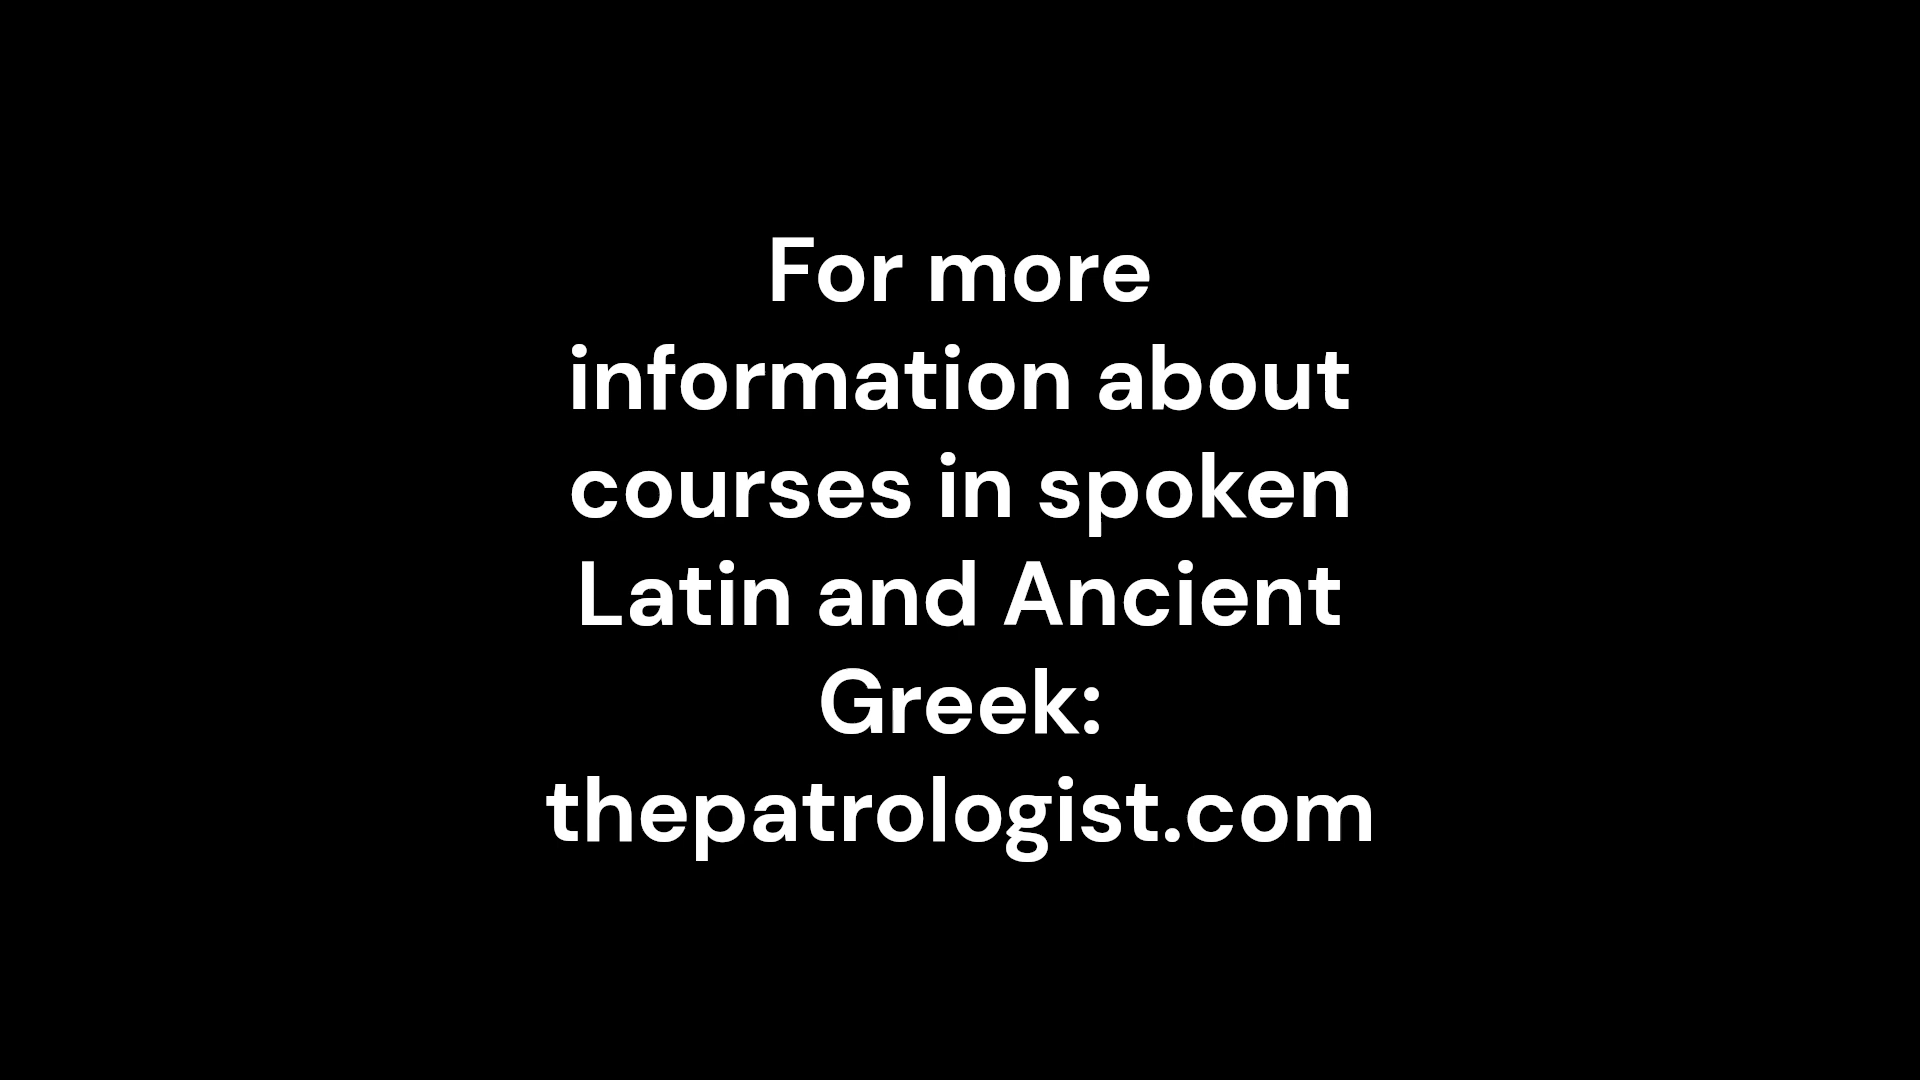 For more
information about
courses in spoken
Latin and Ancient
Greek:
thepatrologist.com